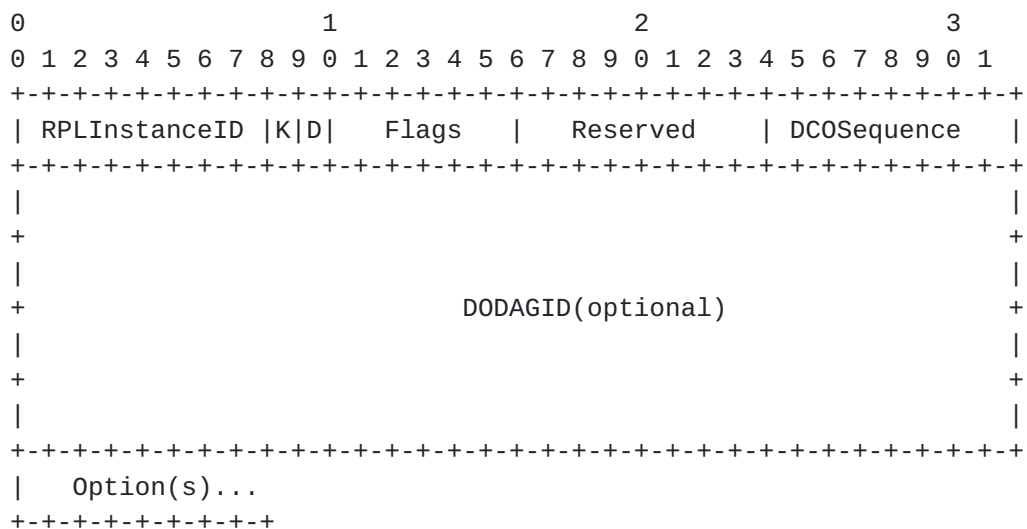 0                   1                   2                   3
0 1 2 3 4 5 6 7 8 9 0 1 2 3 4 5 6 7 8 9 0 1 2 3 4 5 6 7 8 9 0 1
+-+-+-+-+-+-+-+-+-+-+-+-+-+-+-+-+-+-+-+-+-+-+-+-+-+-+-+-+-+-+-+-+
| RPLInstanceID |K|D|   Flags   |   Reserved    | DCOSequence   |
+-+-+-+-+-+-+-+-+-+-+-+-+-+-+-+-+-+-+-+-+-+-+-+-+-+-+-+-+-+-+-+-+
|                                                               |
+                                                               +
|                                                               |
+                            DODAGID(optional)                  +
|                                                               |
+                                                               +
|                                                               |
+-+-+-+-+-+-+-+-+-+-+-+-+-+-+-+-+-+-+-+-+-+-+-+-+-+-+-+-+-+-+-+-+
|   Option(s)...
+-+-+-+-+-+-+-+-+